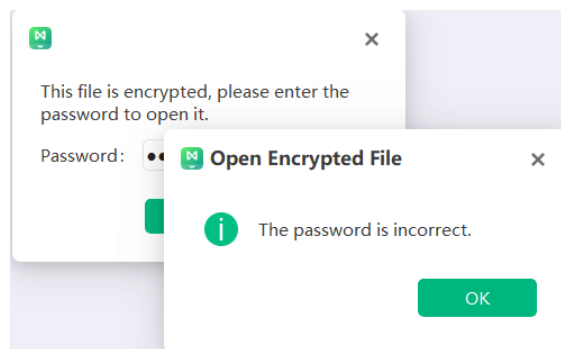 This file is encrypted, please enter the
password to open it.
Password:
Open Encrypted File
The password is incorrect.
OK